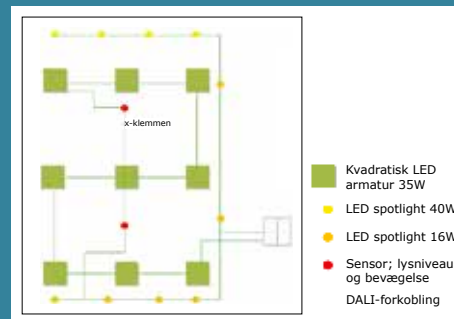 x-klemmen
Kvadratisk LED
armatur 35W
LED spotlight 40W
LED spotlight 16W
Sensor; lysniveau
og bevægelse
DALI-forkobling